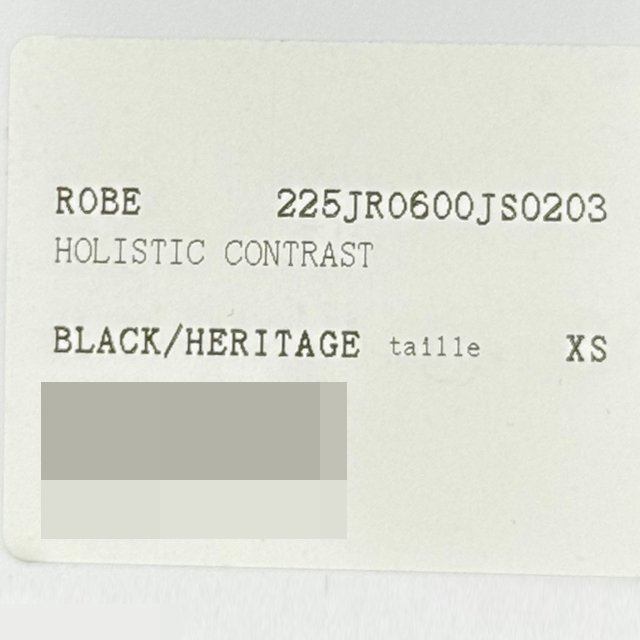 ROBE 225JR0600JS0203
HOLISTIC CONTRAST
BLACK/HERITAGE taille XS